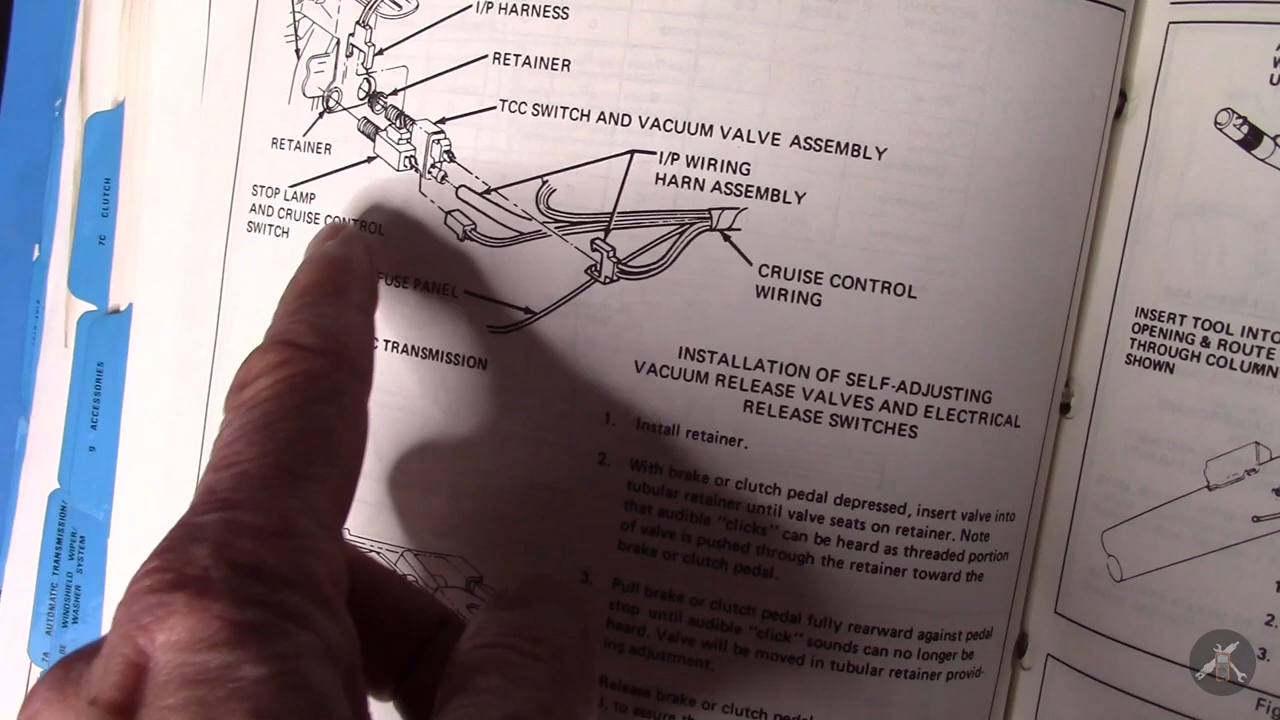 I/P HARNESS
RETAINER
TCC SWITCH AND VACUUM VALVE ASSEMBLY
RETAINER
I/P WIRING
HARN ASSEMBLY
STOP LAMP
AND CRUISE CONTROL
SWITCH
FUSE PANEL
CRUISE CONTROL
WIRING
C TRANSMISSION
INSTALLATION OF SELF-ADJUSTING
VACUUM RELEASE VALVES AND ELECTRICAL
RELEASE SWITCHES
1. Install retainer.
2. With brake or clutch pedal depressed, insert valve into
tubular retainer until valve seats on retainer. Note
that audible "clicks" can be heard as threaded portion
of valve is pushed through the retainer toward the
brake or clutch pedal.
3. Pull brake or clutch pedal fully rearward against pedal
stop until audible "click" sounds can no longer be
heard. Valve will be moved in tubular retainer provid-
ing adjustment.
Release brake or clutch pedal
to assure
7C CLUTCH
9 ACCESSORIES
7A AUTOMATIC TRANSMISSION/
WINDSHIELD WIPER/
WASHER SYSTEM
INSERT TOOL INTO
OPENING & ROUTE
THROUGH COLUMN
SHOWN
2.
3.
Fig